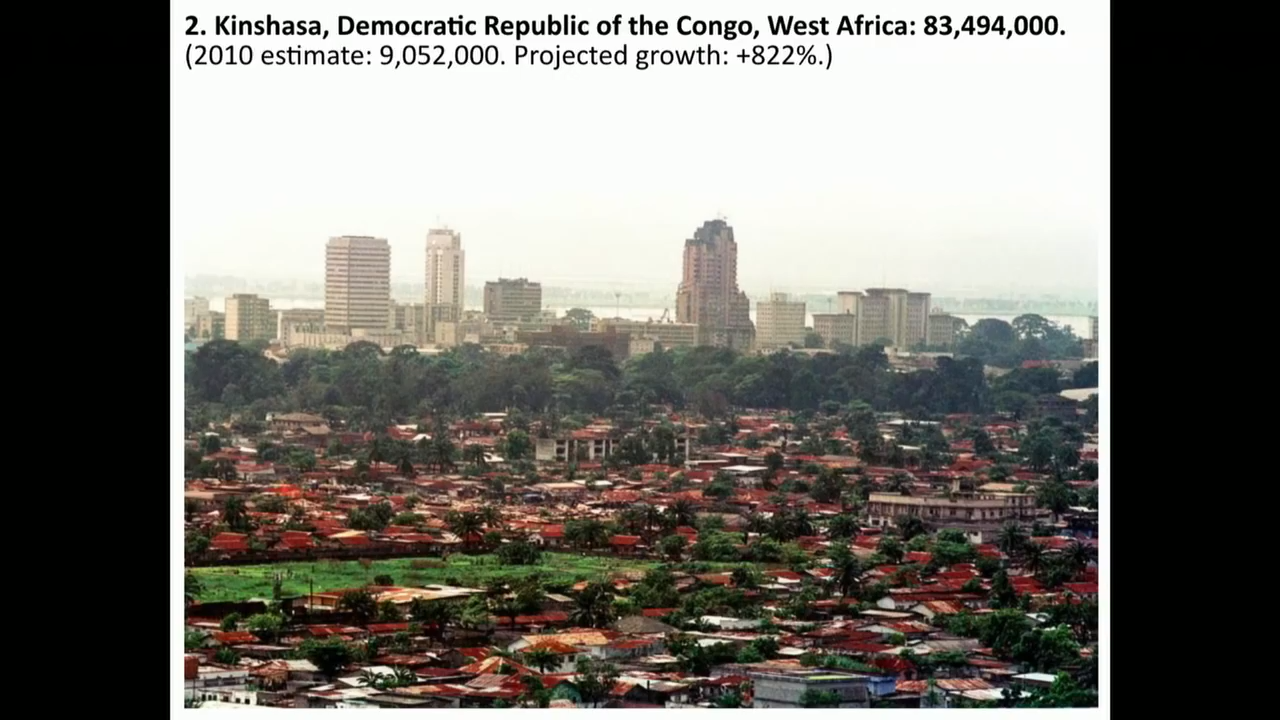 2. Kinshasa, Democratic Republic of the Congo, West Africa: 83,494,000.
(2010 estimate: 9,052,000. Projected growth: +822%.)